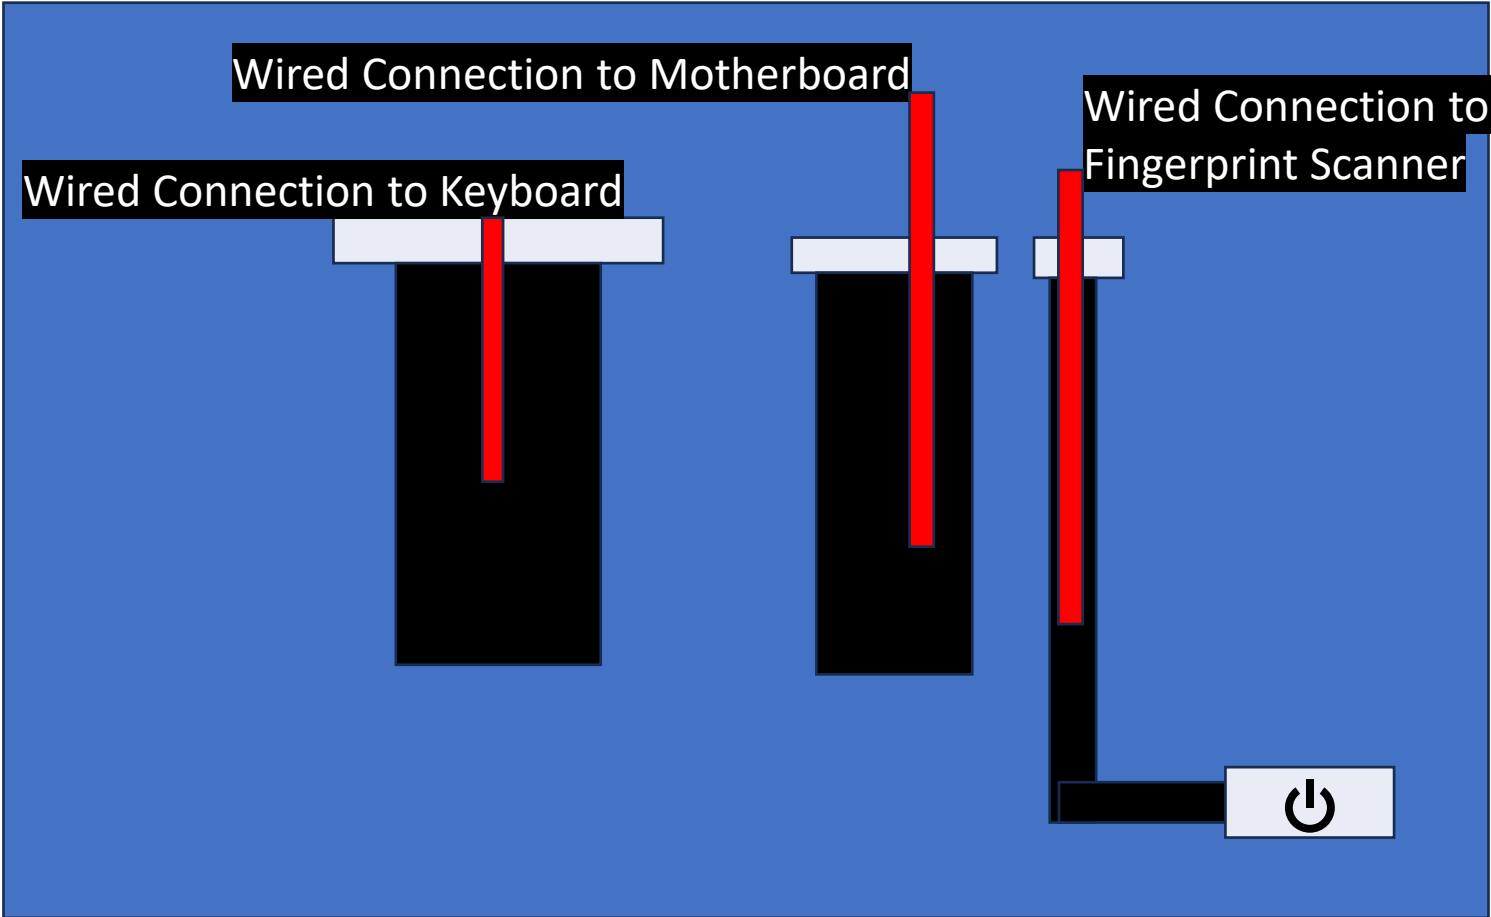 Wired Connection to Motherboard
Wired Connection to
Fingerprint Scanner
Wired Connection to Keyboard